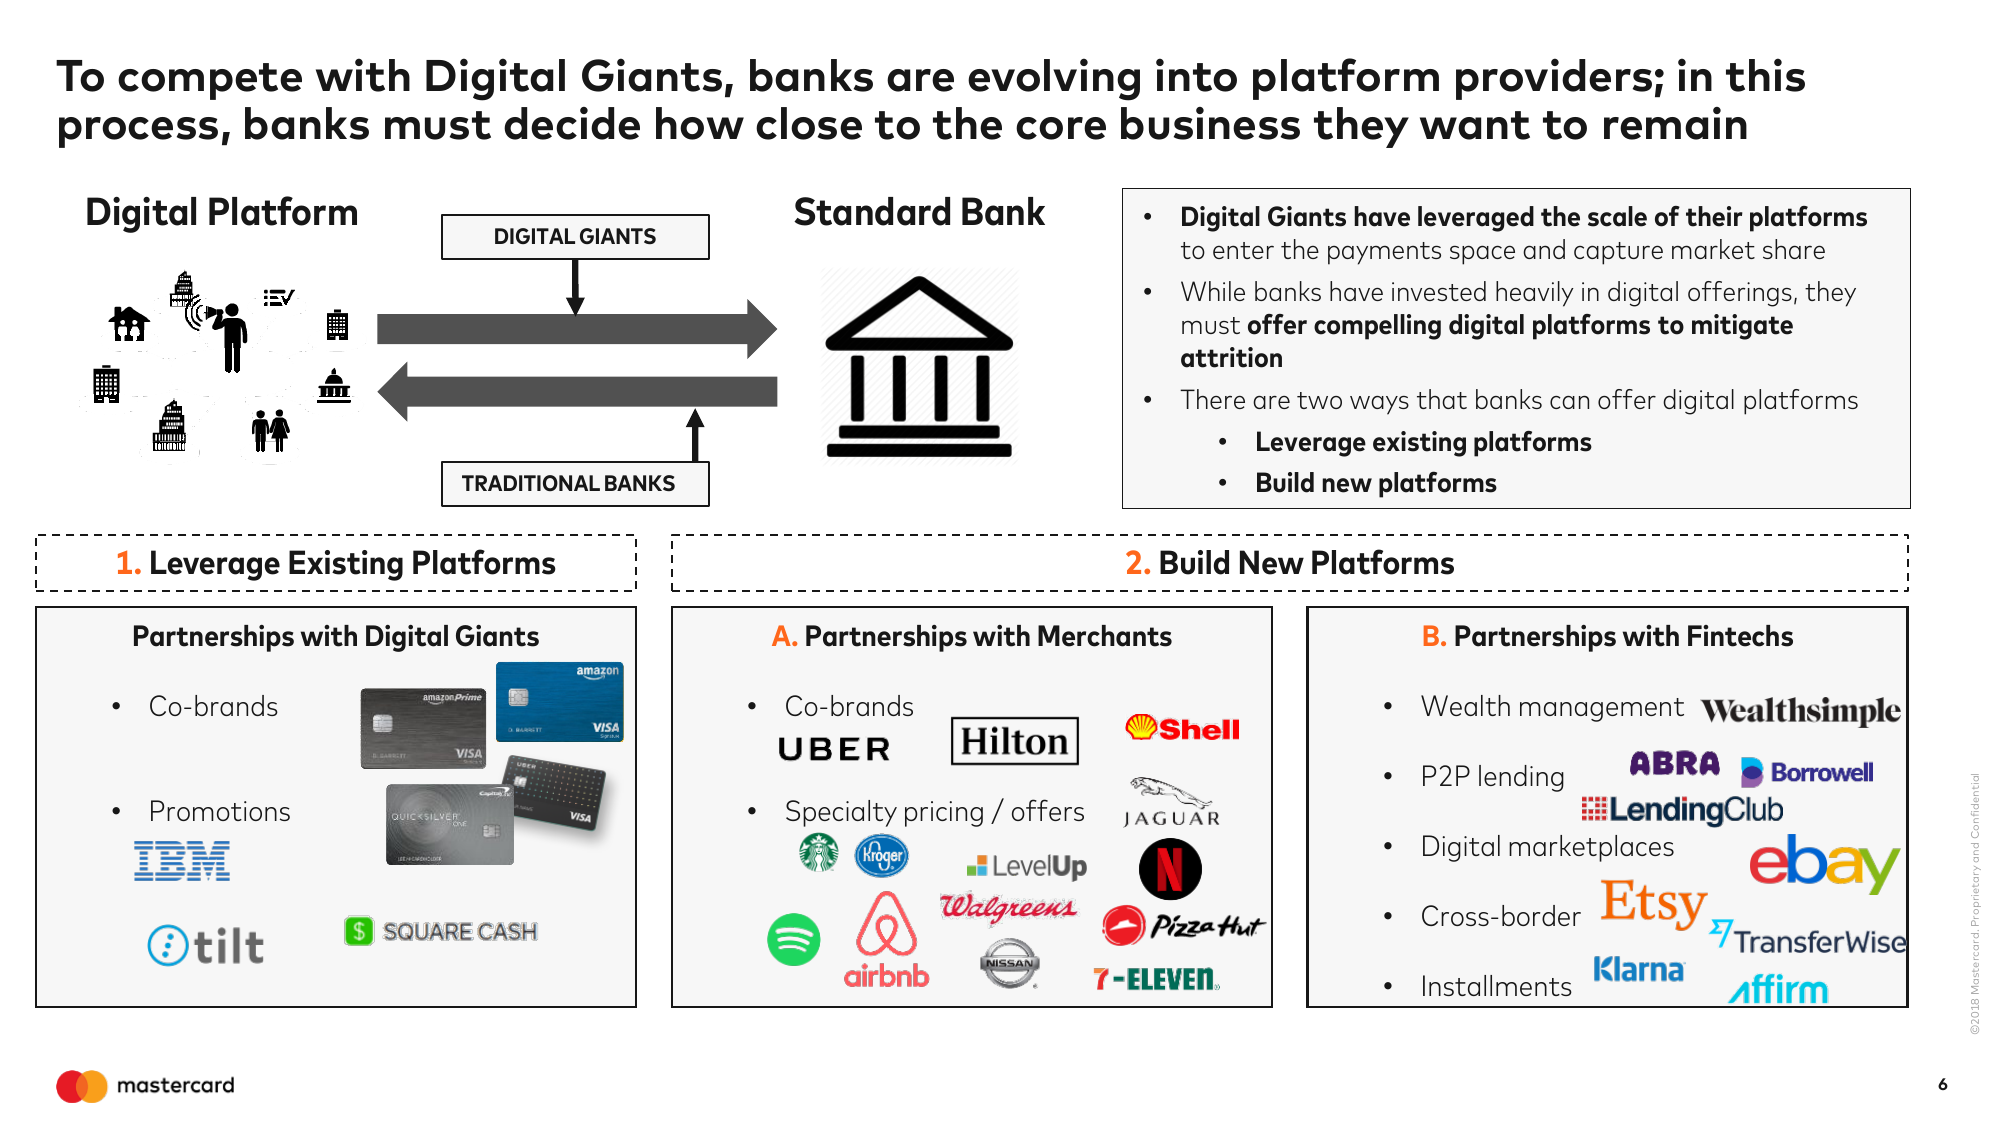 To compete with Digital Giants, banks are evolving into platform providers; in this
process, banks must decide how close to the core business they want to remain
Digital Platform
DIGITAL GIANTS
TRADITIONAL BANKS
Standard Bank
• Digital Giants have leveraged the scale of their platforms
to enter the payments space and capture market share
• While banks have invested heavily in digital offerings, they
must offer compelling digital platforms to mitigate
attrition
• There are two ways that banks can offer digital platforms
• Leverage existing platforms
• Build new platforms
1. Leverage Existing Platforms
Partnerships with Digital Giants
• Co-brands
amazonPrime
VISA
amazon
VISA
Signature
UBER
VISA
Capital One
QUICKSILVER
ONE
• Promotions
IBM
tilt
$ SQUARE CASH
2. Build New Platforms
A. Partnerships with Merchants
• Co-brands
UBER
Hilton
Shell
JAGUAR
• Specialty pricing / offers
Kroger
LevelUp
N
Walgreens
airbnb
NISSAN
Pizza Hut
7-ELEVEN
B. Partnerships with Fintechs
• Wealth management
Wealthsimple
• P2P lending
ABRA
Borrowell
LendingClub
• Digital marketplaces
ebay
Etsy
• Cross-border
TransferWise
• Installments
Klarna
affirm
mastercard
6
©2018 Mastercard. Proprietary and Confidential